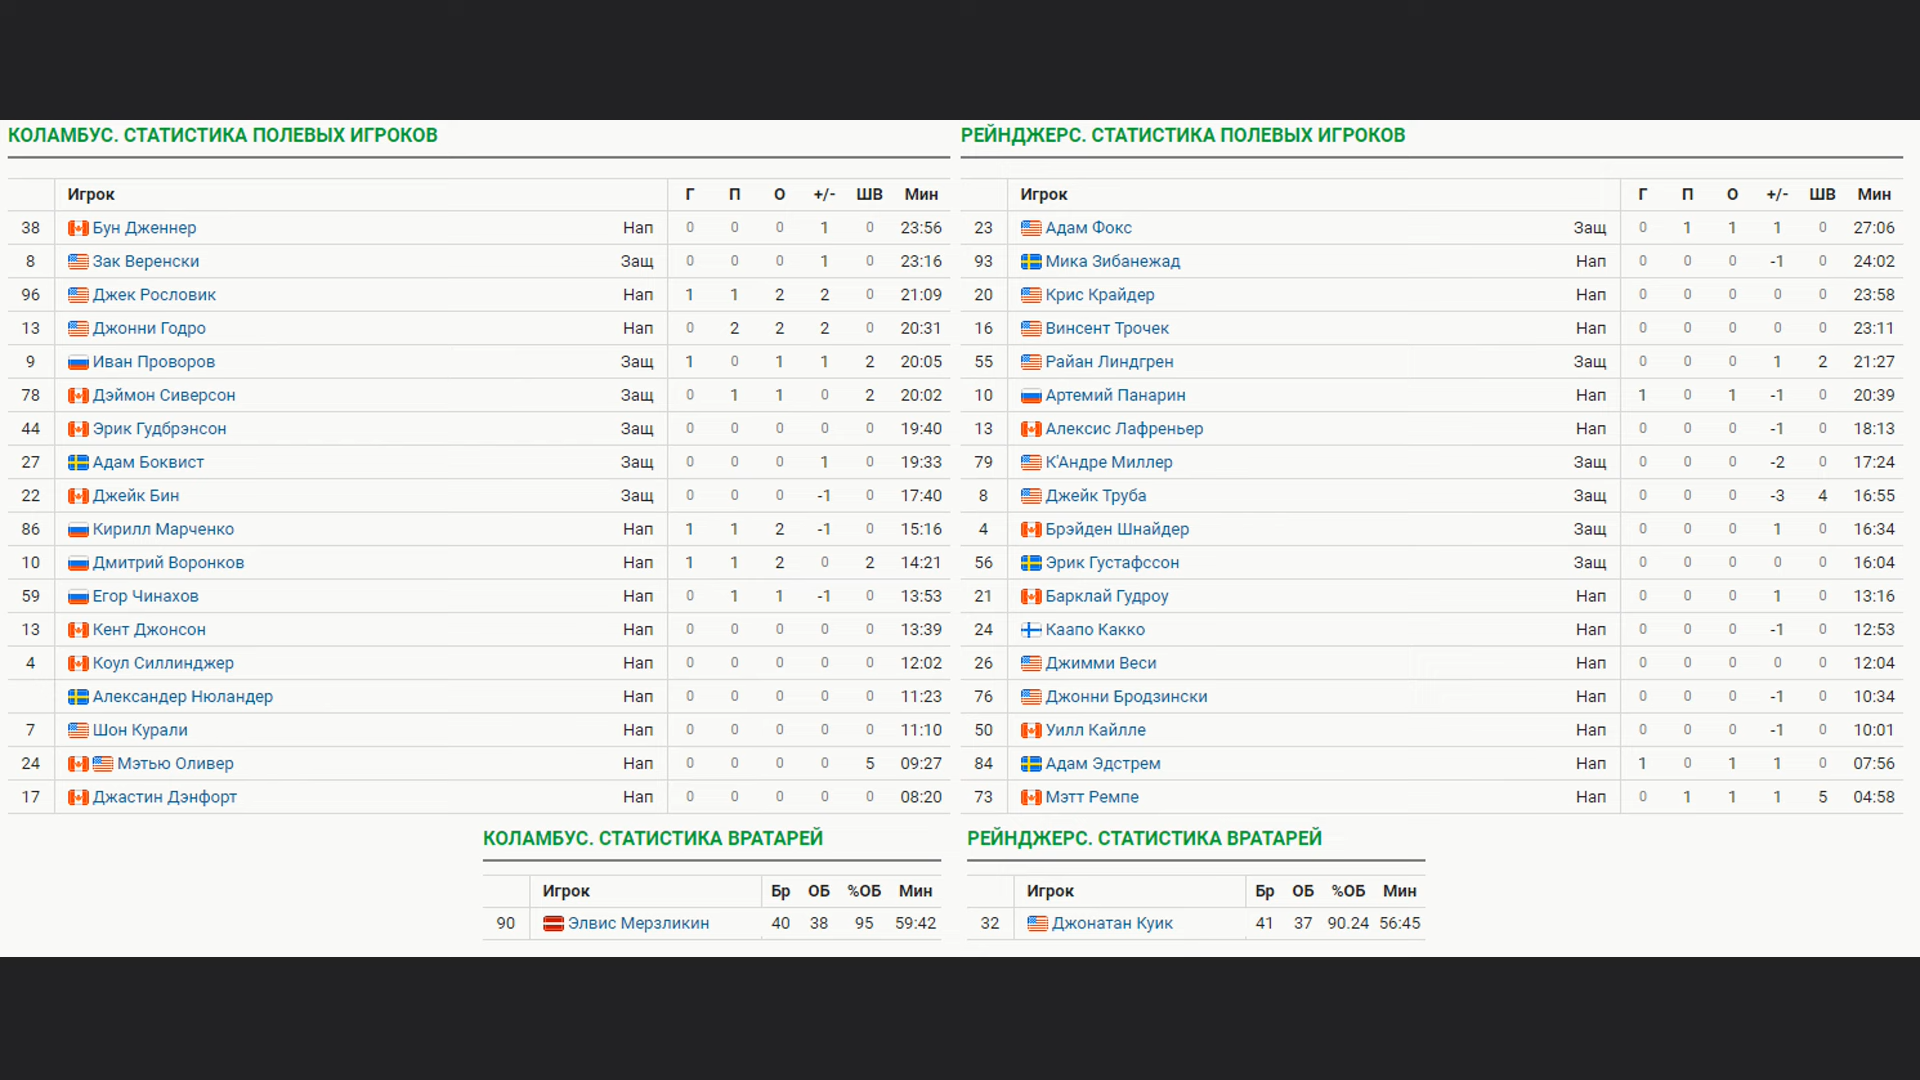 КОЛАМБУС. СТАТИСТИКА ПОЛЕВЫХ ИГРОКОВ
Игрок Г П О +/- ШВ Мин
38 Бун Дженнер Нап 0 0 0 1 0 23:56
8 Зак Веренски Защ 0 0 0 1 0 23:16
96 Джек Рословик Нап 1 1 2 2 0 21:09
13 Джонни Годро Нап 0 2 2 2 0 20:31
9 Иван Проворов Защ 1 0 1 1 2 20:05
78 Дэймон Сиверсон Защ 0 1 1 0 2 20:02
44 Эрик Гудбрэнсон Защ 0 0 0 0 0 19:40
27 Адам Боквист Защ 0 0 0 1 0 19:33
22 Джейк Бин Защ 0 0 0 -1 0 17:40
86 Кирилл Марченко Нап 1 1 2 -1 0 15:16
10 Дмитрий Воронков Нап 1 1 2 0 2 14:21
59 Егор Чинахов Нап 0 1 1 -1 0 13:53
13 Кент Джонсон Нап 0 0 0 0 0 13:39
4 Коул Силлинджер Нап 0 0 0 0 0 12:02
Александер Нюландер Нап 0 0 0 0 0 11:23
7 Шон Курали Нап 0 0 0 0 0 11:10
24 Мэтью Оливер Нап 0 0 0 0 5 09:27
17 Джастин Дэнфорт Нап 0 0 0 0 0 08:20
РЕЙНДЖЕРС. СТАТИСТИКА ПОЛЕВЫХ ИГРОКОВ
Игрок Г П О +/- ШВ Мин
23 Адам Фокс Защ 0 1 1 1 0 27:06
93 Мика Зибанежад Нап 0 0 0 -1 0 24:02
20 Крис Крайдер Нап 0 0 0 0 0 23:58
16 Винсент Трочек Нап 0 0 0 0 0 23:11
55 Райан Линдгрен Защ 0 0 0 1 2 21:27
10 Артемий Панарин Нап 1 0 1 -1 0 20:39
13 Алексис Лафреньер Нап 0 0 0 -1 0 18:13
79 К'Андре Миллер Защ 0 0 0 -2 0 17:24
8 Джейк Труба Защ 0 0 0 -3 4 16:55
4 Брэйден Шнайдер Защ 0 0 0 1 0 16:34
56 Эрик Густафссон Защ 0 0 0 0 0 16:04
21 Барклай Гудроу Нап 0 0 0 1 0 13:16
24 Каапо Какко Нап 0 0 0 -1 0 12:53
26 Джимми Веси Нап 0 0 0 0 0 12:04
76 Джонни Бродзински Нап 0 0 0 -1 0 10:34
50 Уилл Кайлле Нап 0 0 0 -1 0 10:01
84 Адам Эдстрем Нап 1 0 1 1 0 07:56
73 Мэтт Ремпе Нап 0 1 1 1 5 04:58
КОЛАМБУС. СТАТИСТИКА ВРАТАРЕЙ
Игрок Бр ОБ %ОБ Мин
90 Элвис Мерзликин 40 38 95 59:42
РЕЙНДЖЕРС. СТАТИСТИКА ВРАТАРЕЙ
Игрок Бр ОБ %ОБ Мин
32 Джонатан Куик 41 37 90.24 56:45